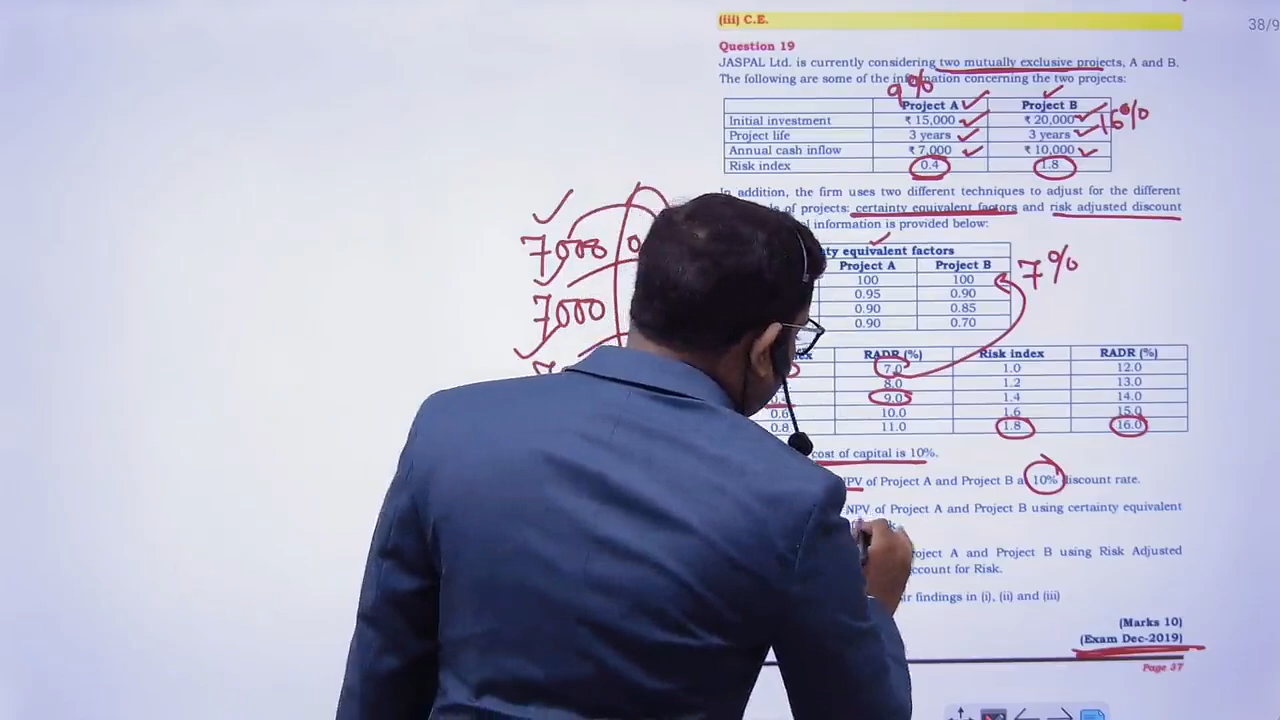 (iii) C.E.
38/9
Question 19
JASPAL Ltd. is currently considering two mutually exclusive projects, A and B.
The following are some of the information concerning the two projects:
9%
Project A Project B
Initial investment ₹ 15,000 ₹ 20,000
16%
Project life 3 years 3 years
Annual cash inflow ₹ 7,000 ₹ 10,000
Risk index 0.4 1.8
In addition, the firm uses two different techniques to adjust for the different
of projects: certainty equivalent factors and risk adjusted discount
information is provided below:
7000
equivalent factors
Project A Project B
7%
100 100
0.95 0.90
7000
0.90 0.85
0.90 0.70
RADR (%) Risk index RADR (%)
7.0 1.0 12.0
8.0 1.2 13.0
9.0 1.4 14.0
0.6 10.0 1.6 15.0
0.8 11.0 1.8 16.0
cost of capital is 10%.
NPV of Project A and Project B at 10% discount rate.
NPV of Project A and Project B using certainty equivalent
A and Project B using Risk Adjusted
for Risk.
findings in (i), (ii) and (iii)
(Marks 10)
(Exam Dec-2019)
Page 37